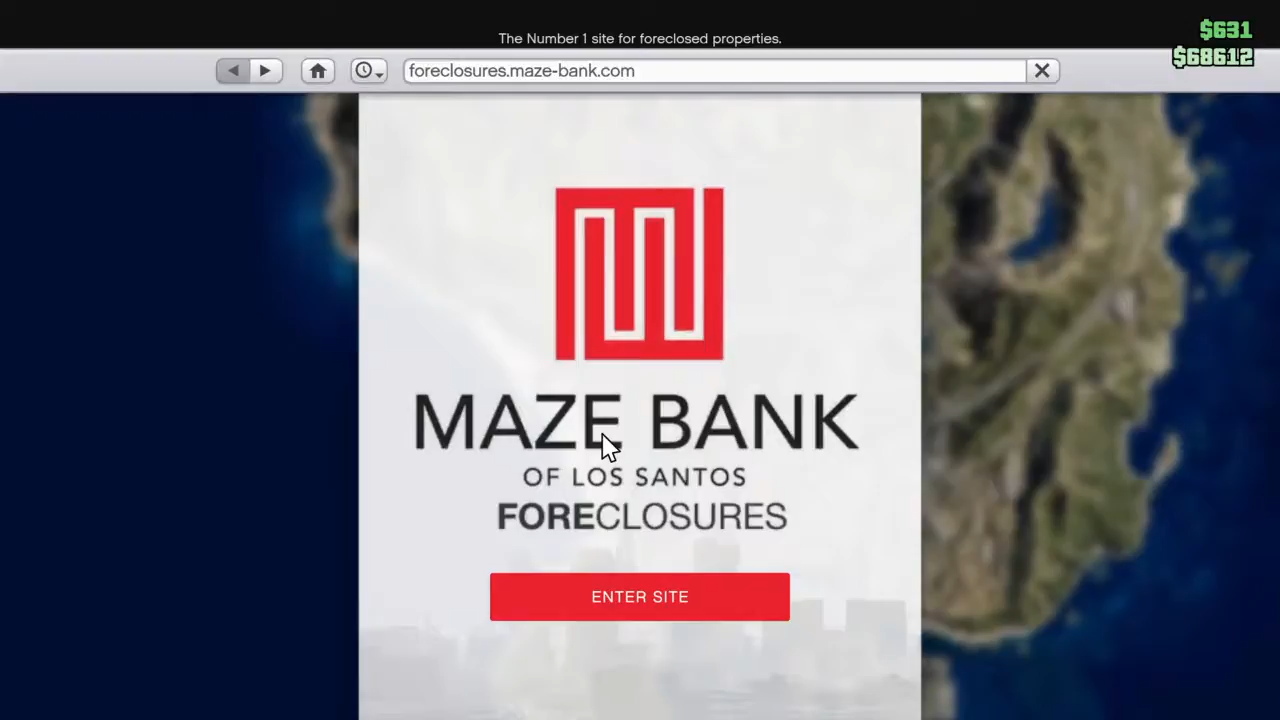 The Number 1 site for foreclosed properties.
$631
$68612
foreclosures.maze-bank.com
MAZE BANK
OF LOS SANTOS
FORECLOSURES
ENTER SITE